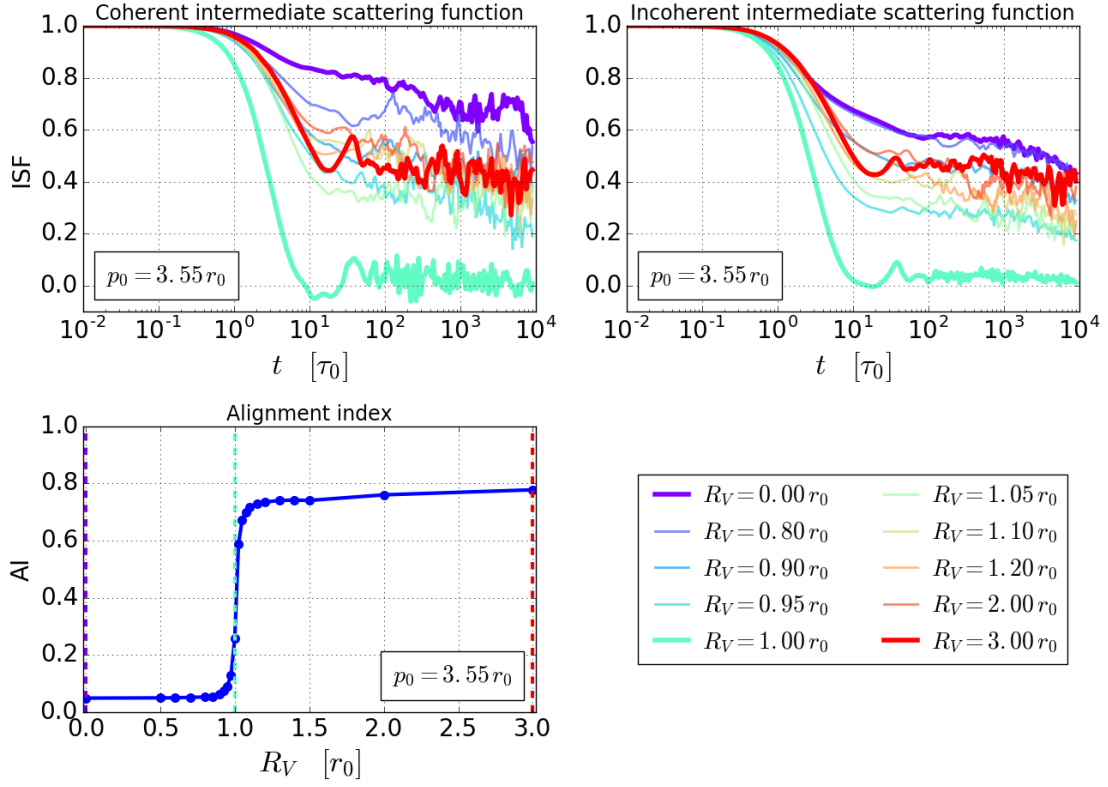 Coherent intermediate scattering function
1.0
0.8
0.6
0.4
0.2
0.0
ISF
p₀ = 3.55 r₀
10⁻² 10⁻¹ 10⁰ 10¹ 10² 10³ 10⁴
t [τ₀]
Incoherent intermediate scattering function
1.0
0.8
0.6
0.4
0.2
0.0
p₀ = 3.55 r₀
10⁻² 10⁻¹ 10⁰ 10¹ 10² 10³ 10⁴
t [τ₀]
Alignment index
1.0
0.8
0.6
0.4
0.2
0.0
AI
p₀ = 3.55 r₀
0.0 0.5 1.0 1.5 2.0 2.5 3.0
R_V [r₀]
R_V = 0.00 r₀
R_V = 0.80 r₀
R_V = 0.90 r₀
R_V = 0.95 r₀
R_V = 1.00 r₀
R_V = 1.05 r₀
R_V = 1.10 r₀
R_V = 1.20 r₀
R_V = 2.00 r₀
R_V = 3.00 r₀